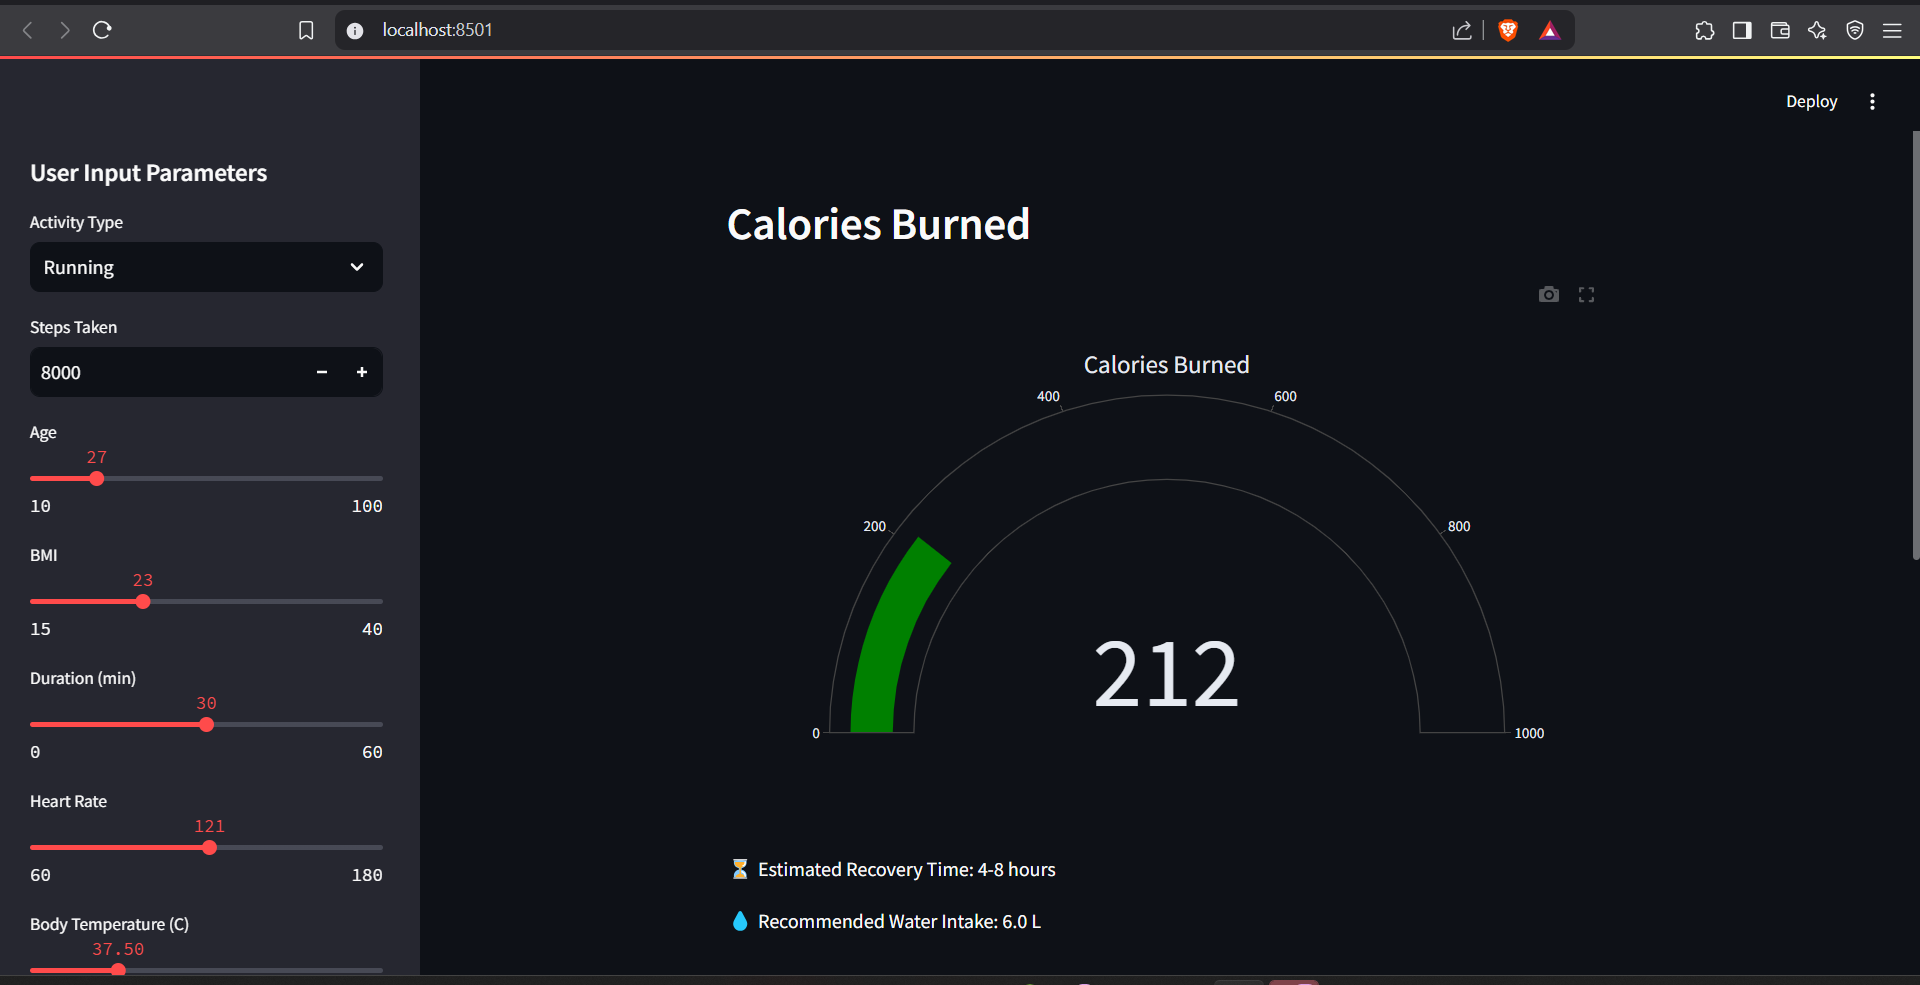 localhost:8501
Deploy
User Input Parameters
Activity Type
Running
Steps Taken
8000
Age
27
10 100
BMI
23
15 40
Duration (min)
30
0 60
Heart Rate
121
60 180
Body Temperature (C)
37.50
Calories Burned
Calories Burned
400 600
200 800
212
0 1000
Estimated Recovery Time: 4-8 hours
Recommended Water Intake: 6.0 L